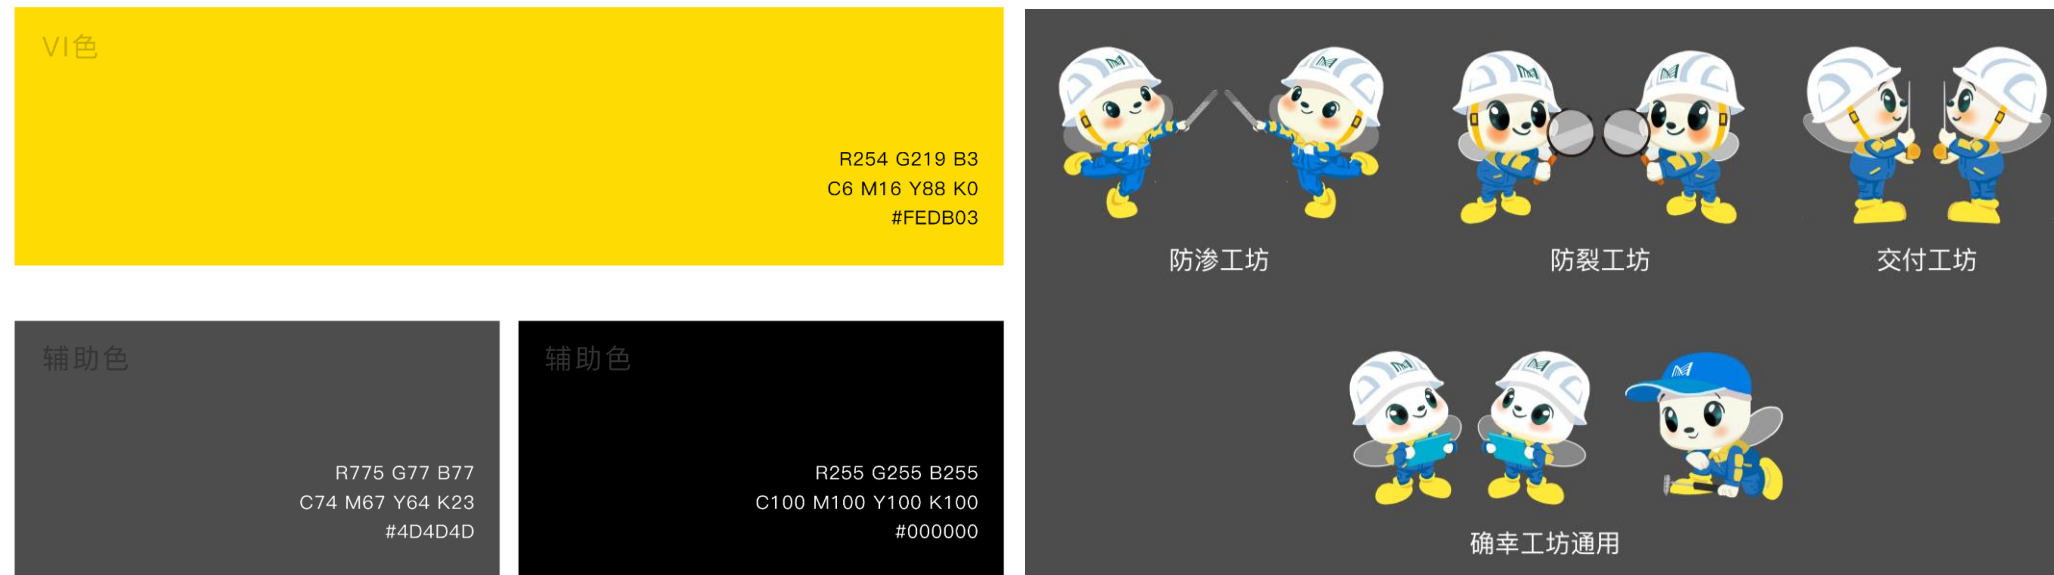 VI色
R254 G219 B3
C6 M16 Y88 K0
#FEDB03
辅助色
R775 G77 B77
C74 M67 Y64 K23
#4D4D4D
辅助色
R255 G255 B255
C100 M100 Y100 K100
#000000
防渗工坊
防裂工坊
交付工坊
确幸工坊通用